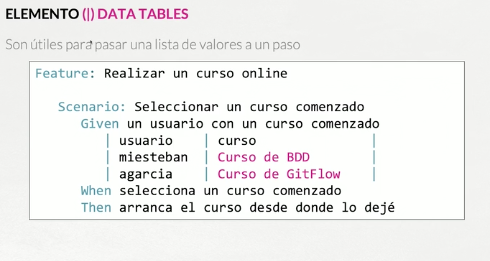 ELEMENTO (|) DATA TABLES
Son útiles para pasar una lista de valores a un paso
Feature: Realizar un curso online
Scenario: Seleccionar un curso comenzado
Given un usuario con un curso comenzado
| usuario | curso |
| miesteban | Curso de BDD |
| agarcia | Curso de GitFlow |
When selecciona un curso comenzado
Then arranca el curso desde donde lo dejé